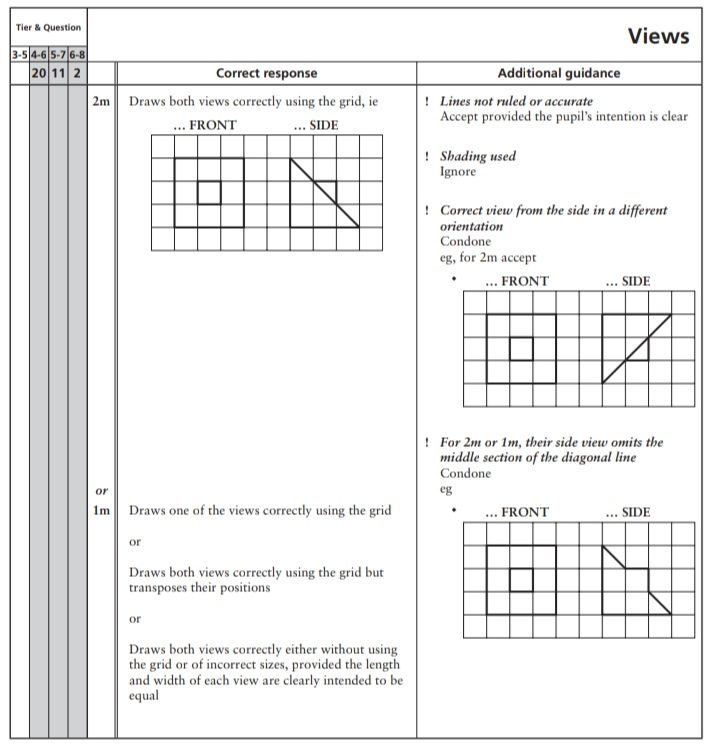 Tier & Question
Views
3-5 4-6 5-7 6-8
20 11 2
Correct response
Additional guidance
2m
Draws both views correctly using the grid, ie
... FRONT
... SIDE
! Lines not ruled or accurate
Accept provided the pupil's intention is clear
! Shading used
Ignore
! Correct view from the side in a different
orientation
Condone
eg, for 2m accept
• ... FRONT
... SIDE
! For 2m or 1m, their side view omits the
middle section of the diagonal line
Condone
eg
• ... FRONT
... SIDE
or
1m
Draws one of the views correctly using the grid
or
Draws both views correctly using the grid but
transposes their positions
or
Draws both views correctly either without using
the grid or of incorrect sizes, provided the length
and width of each view are clearly intended to be
equal